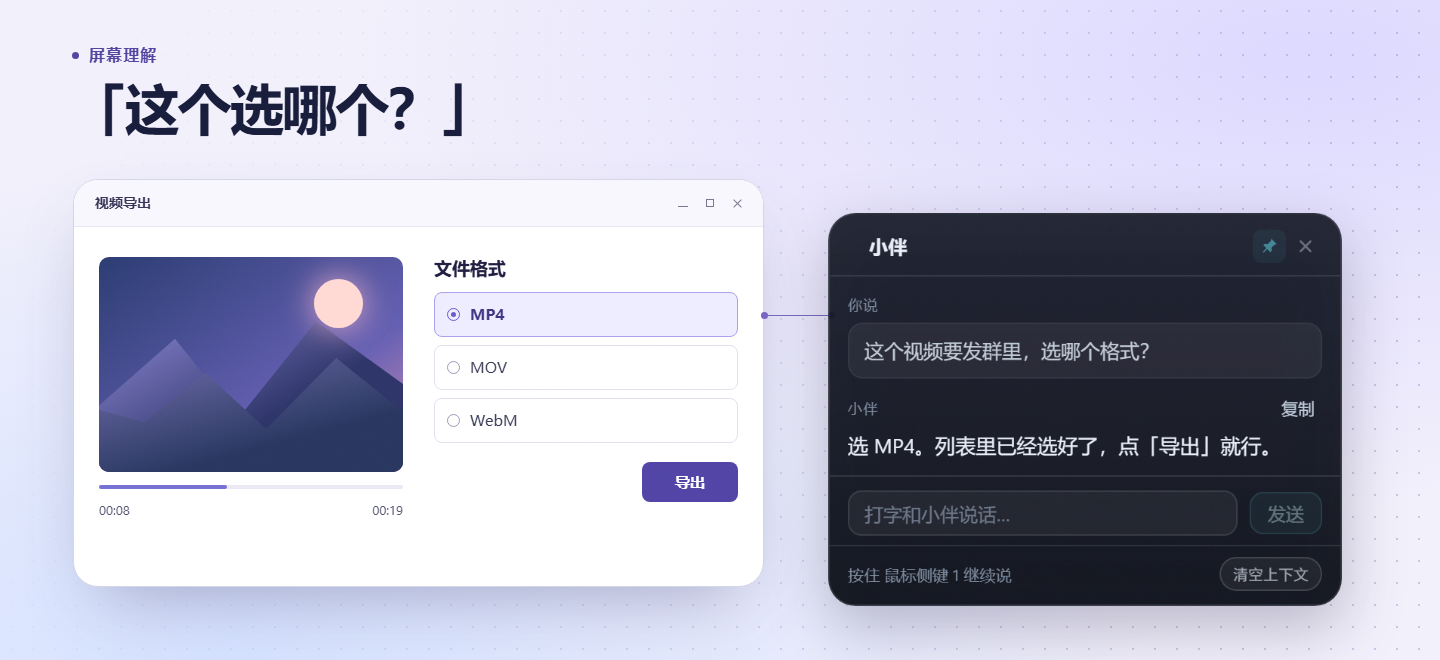 屏幕理解
「这个选哪个？」
视频导出
文件格式
MP4
MOV
WebM
导出
00:08
00:19
小伴
你说
这个视频要发群里，选哪个格式？
小伴
复制
选 MP4。列表里已经选好了，点「导出」就行。
打字和小伴说话...
发送
按住 鼠标侧键 1 继续说
清空上下文